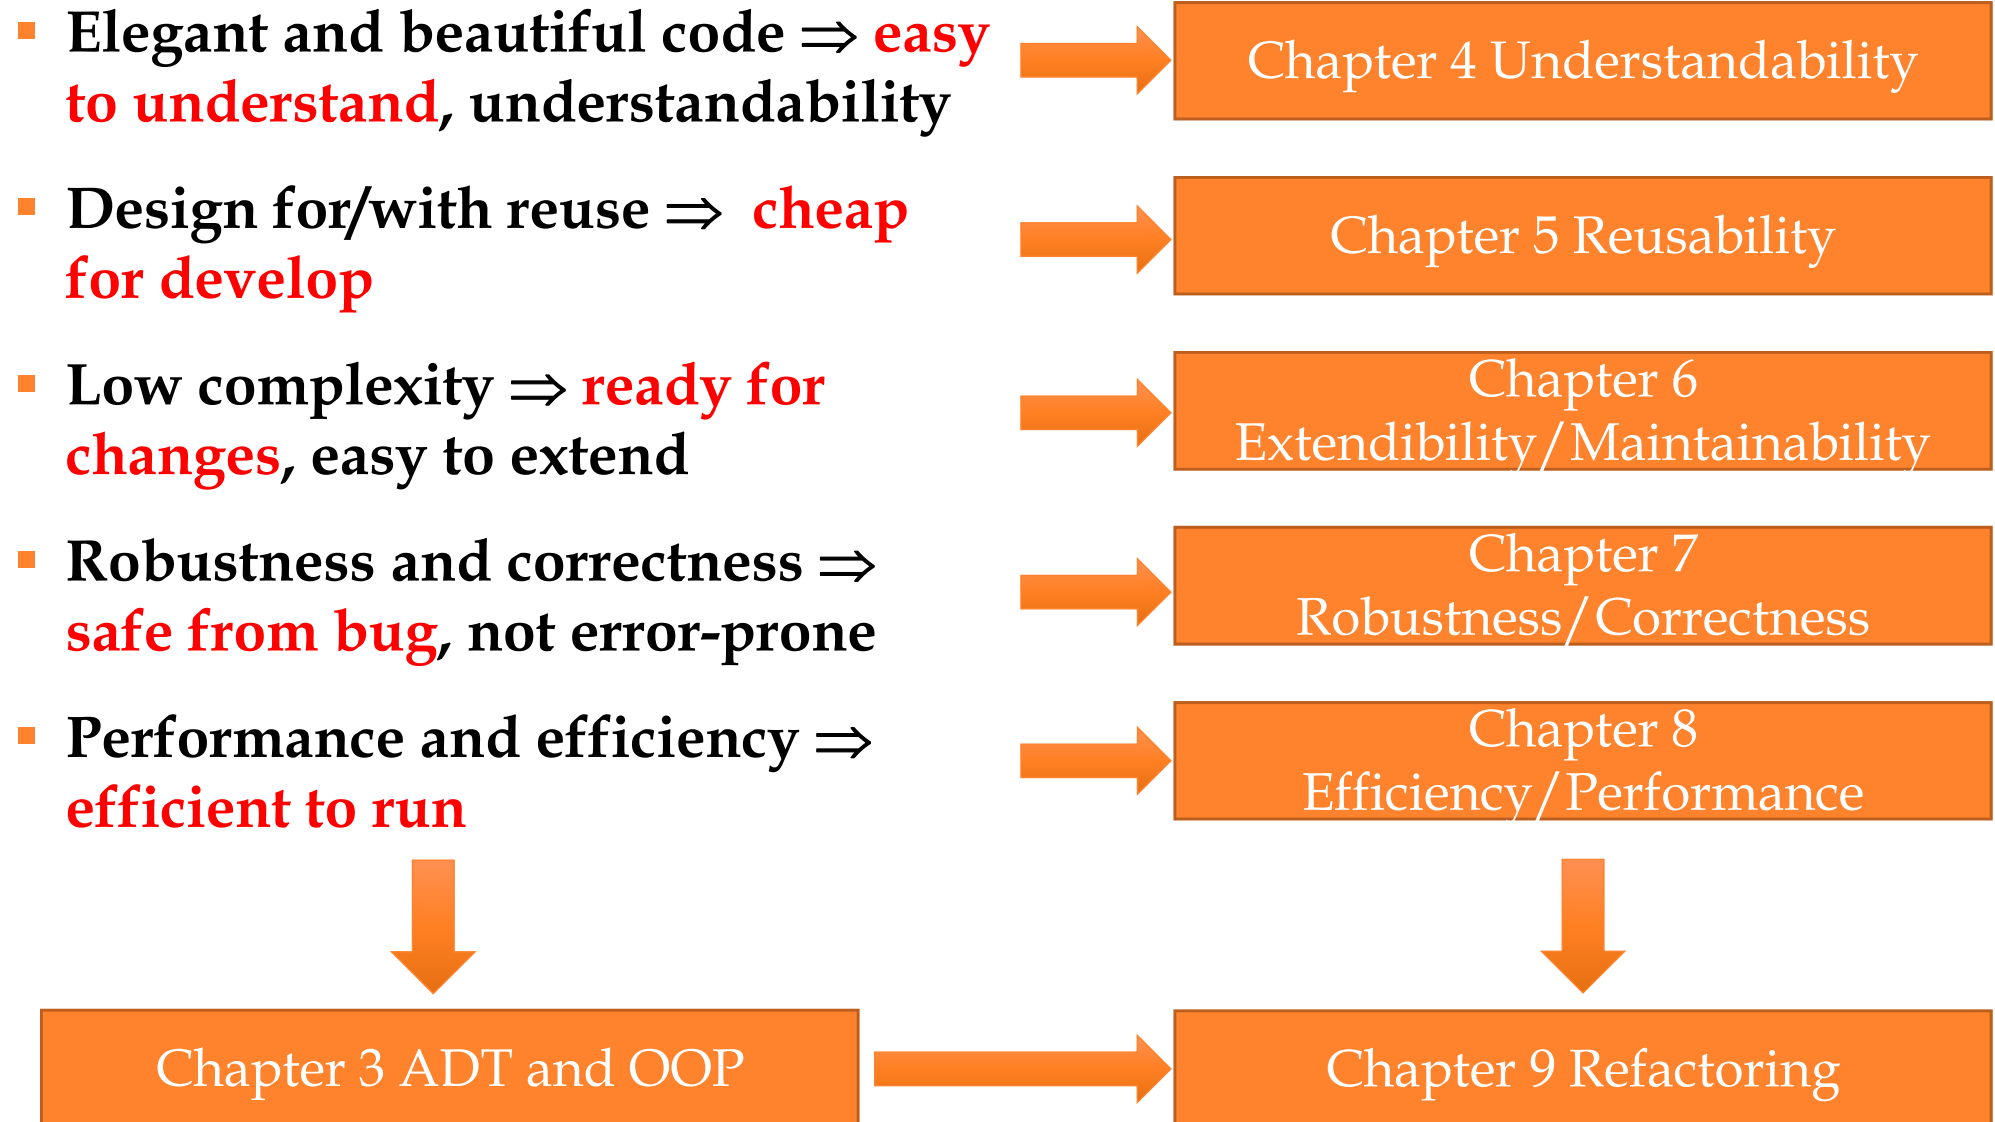 Elegant and beautiful code ⇒ easy
to understand, understandability
Chapter 4 Understandability
Design for/with reuse ⇒ cheap
for develop
Chapter 5 Reusability
Low complexity ⇒ ready for
changes, easy to extend
Chapter 6
Extendibility/Maintainability
Robustness and correctness ⇒
safe from bug, not error-prone
Chapter 7
Robustness/Correctness
Performance and efficiency ⇒
efficient to run
Chapter 8
Efficiency/Performance
Chapter 3 ADT and OOP
Chapter 9 Refactoring